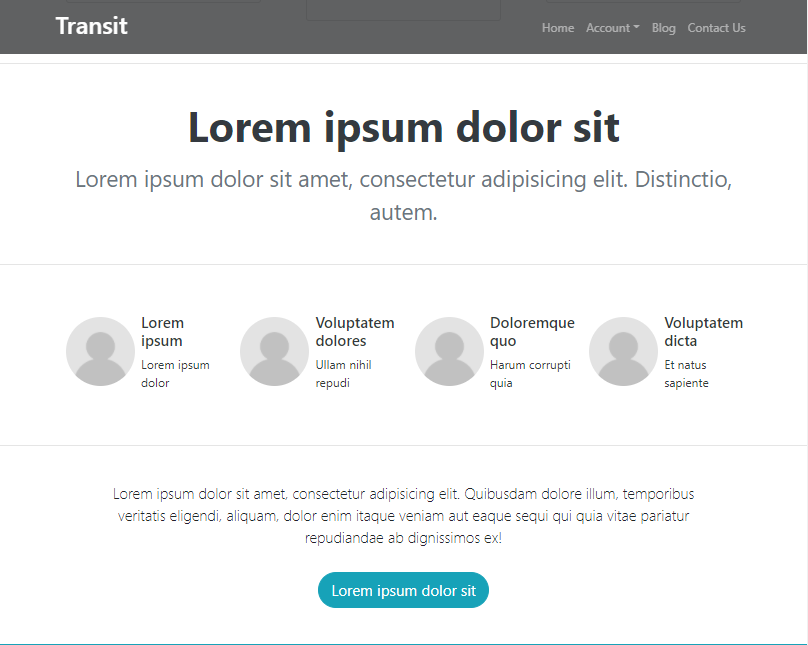 Transit
Home Account Blog Contact Us
Lorem ipsum dolor sit
Lorem ipsum dolor sit amet, consectetur adipisicing elit. Distinctio,
autem.
Lorem
ipsum
Lorem ipsum
dolor
Voluptatem
dolores
Ullam nihil
repudi
Doloremque
quo
Harum corrupti
quia
Voluptatem
dicta
Et natus
sapiente
Lorem ipsum dolor sit amet, consectetur adipisicing elit. Quibusdam dolore illum, temporibus
veritatis eligendi, aliquam, dolor enim itaque veniam aut eaque sequi qui quia vitae pariatur
repudiandae ab dignissimos ex!
Lorem ipsum dolor sit